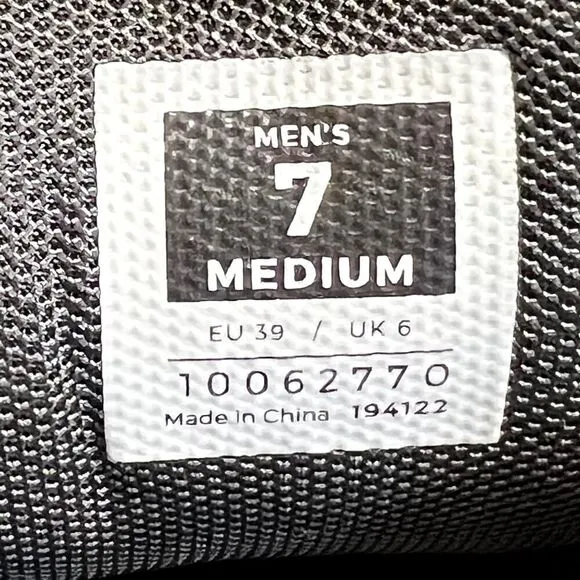 MEN'S
7
MEDIUM
EU 39 / UK 6
10062770
Made in China 194122